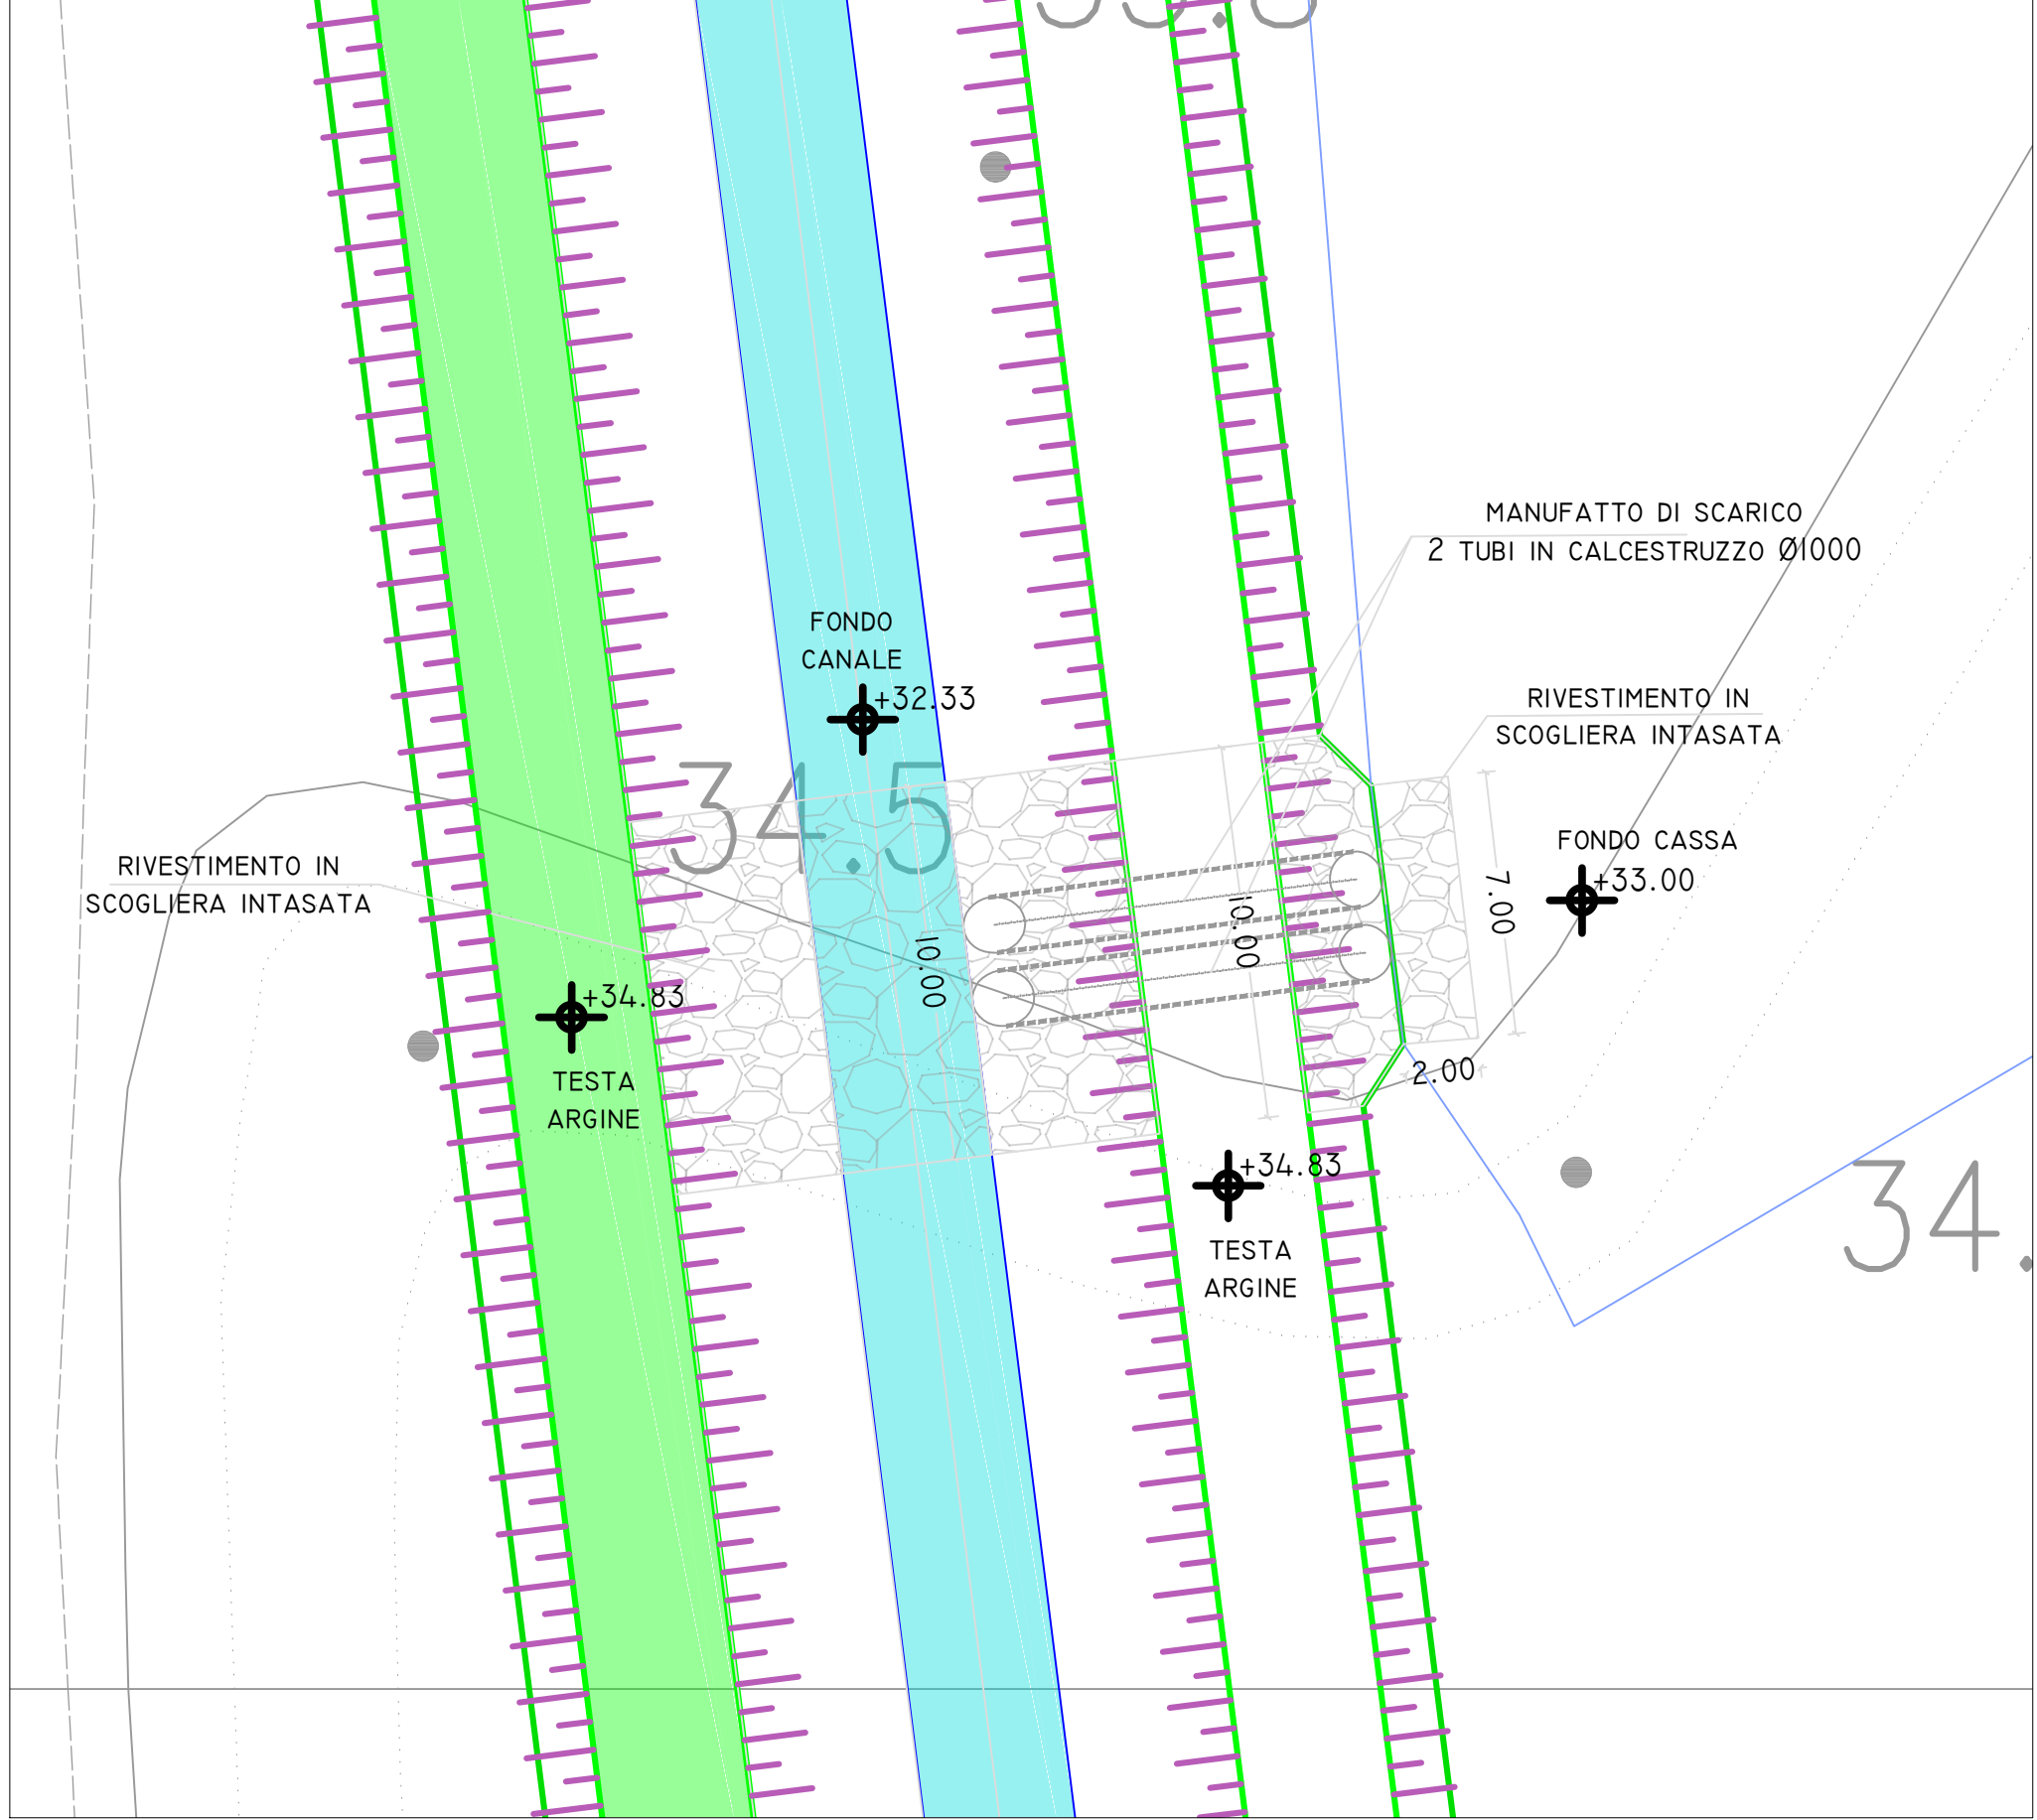 MANUFATTO DI SCARICO
2 TUBI IN CALCESTRUZZO Ø1000
FONDO
CANALE
+32.33
RIVESTIMENTO IN
SCOGLIERA INTASATA
34.5
FONDO CASSA
+33.00
RIVESTIMENTO IN
SCOGLIERA INTASATA
7.00
10.00
10.00
+34.83
TESTA
ARGINE
2.00
+34.83
TESTA
ARGINE
34.